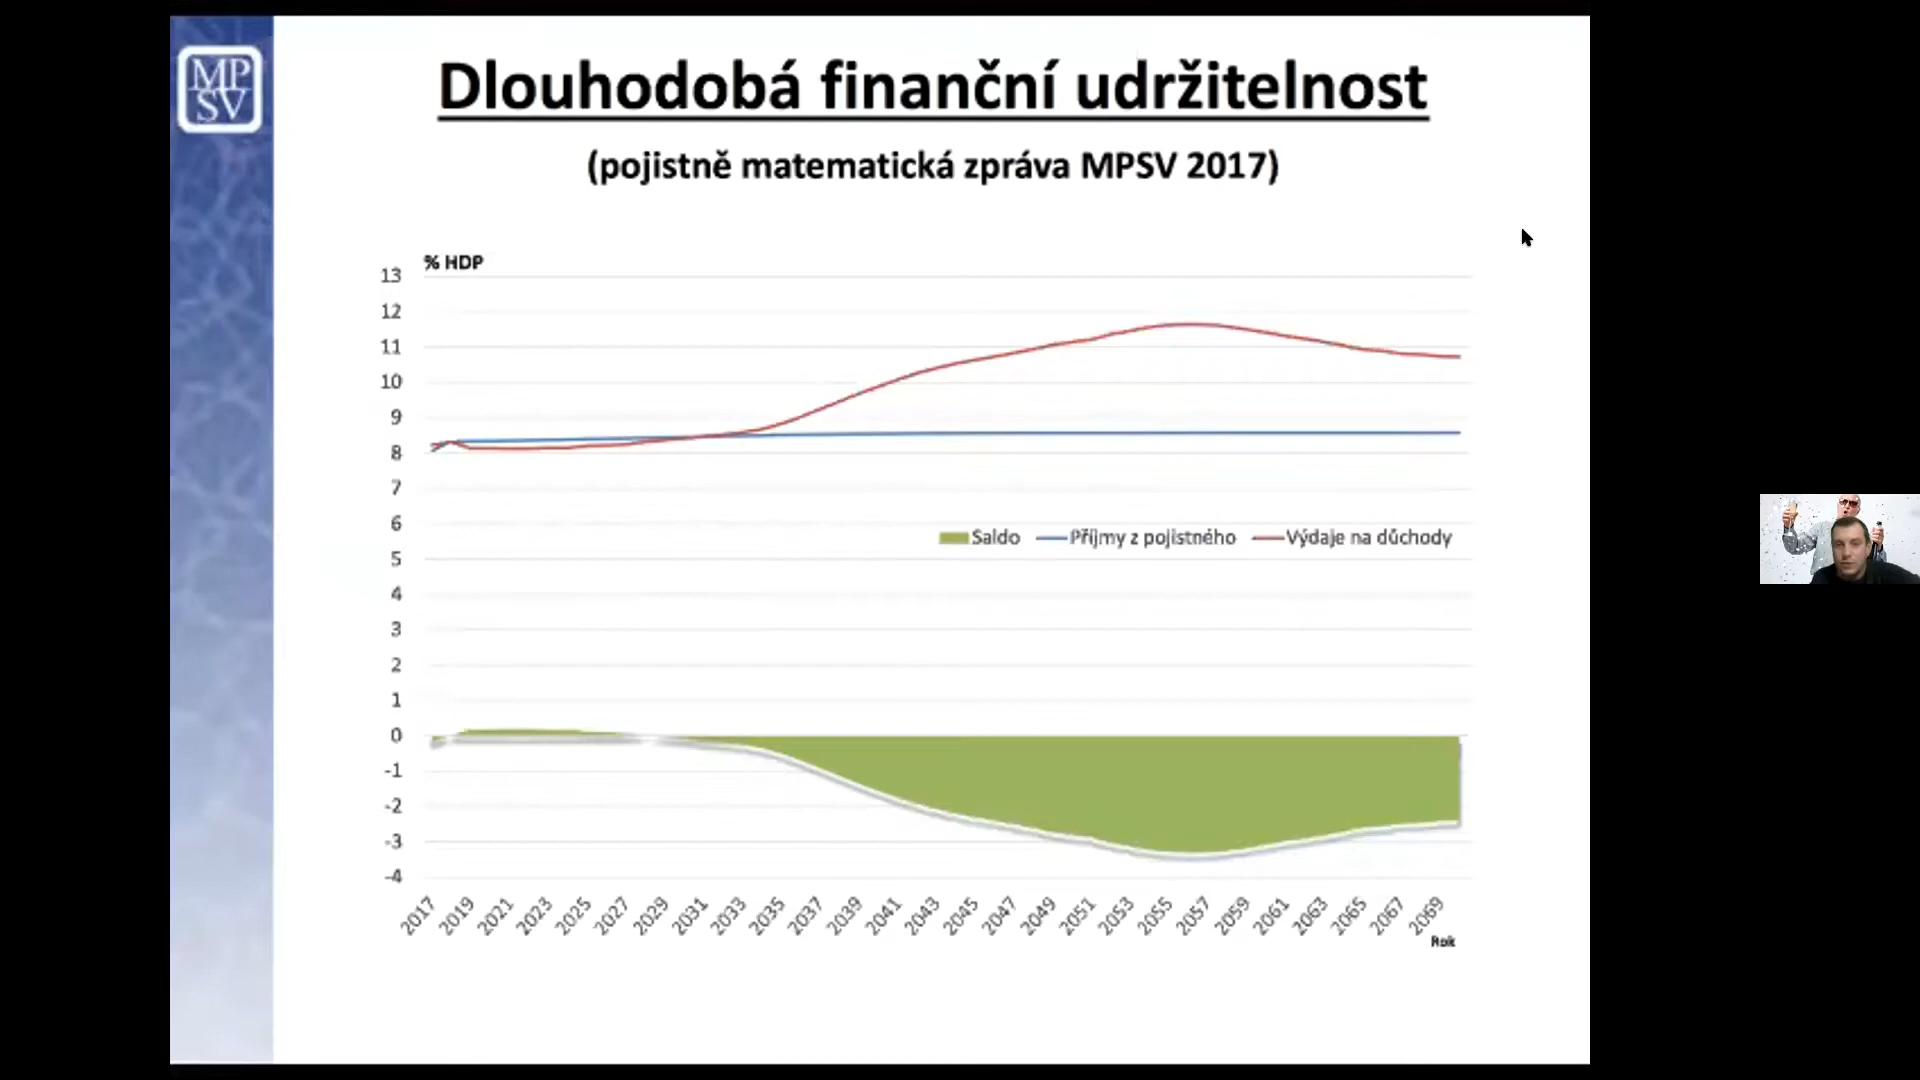 MP
SV
Dlouhodobá finanční udržitelnost
(pojistně matematická zpráva MPSV 2017)
% HDP
13
12
11
10
9
8
7
6
5
4
3
2
1
0
-1
-2
-3
-4
Saldo Příjmy z pojistného Výdaje na důchody
2017 2019 2021 2023 2025 2027 2029 2031 2033 2035 2037 2039 2041 2043 2045 2047 2049 2051 2053 2055 2057 2059 2061 2063 2065 2067 2069
Rok